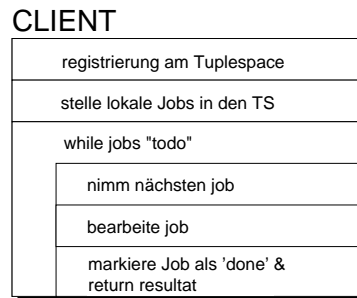 CLIENT
registrierung am Tuplespace
stelle lokale Jobs in den TS
while jobs "todo"
nimm nächsten job
bearbeite job
markiere Job als ’done’ &
return resultat